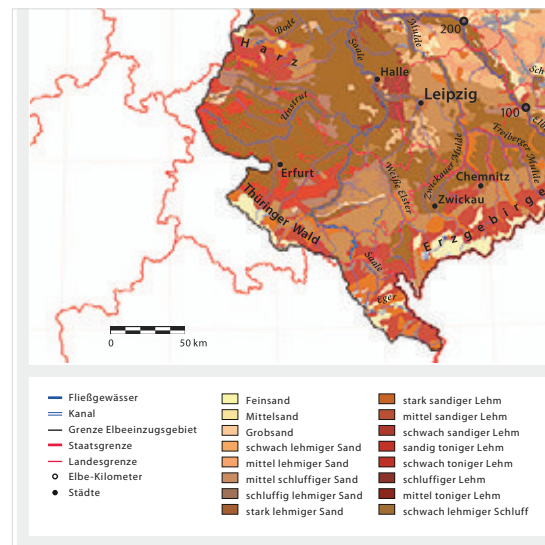 Bode
Saale
Mulde
200
Harz
Halle
Leipzig
Unstrut
100
Freiberger Mulde
Erfurt
Weiße Elster
Zwickauer Mulde
Chemnitz
Zwickau
Thüringer Wald
Erzgebirge
Saale
Eger
0 50 km
Fließgewässer
Kanal
Grenze Elbeeinzugsgebiet
Staatsgrenze
Landesgrenze
Elbe-Kilometer
Städte
Feinsand
Mittelsand
Grobsand
schwach lehmiger Sand
mittel lehmiger Sand
mittel schluffiger Sand
schluffig lehmiger Sand
stark lehmiger Sand
stark sandiger Lehm
mittel sandiger Lehm
schwach sandiger Lehm
sandig toniger Lehm
schwach toniger Lehm
schluffiger Lehm
mittel toniger Lehm
schwach lehmiger Schluff